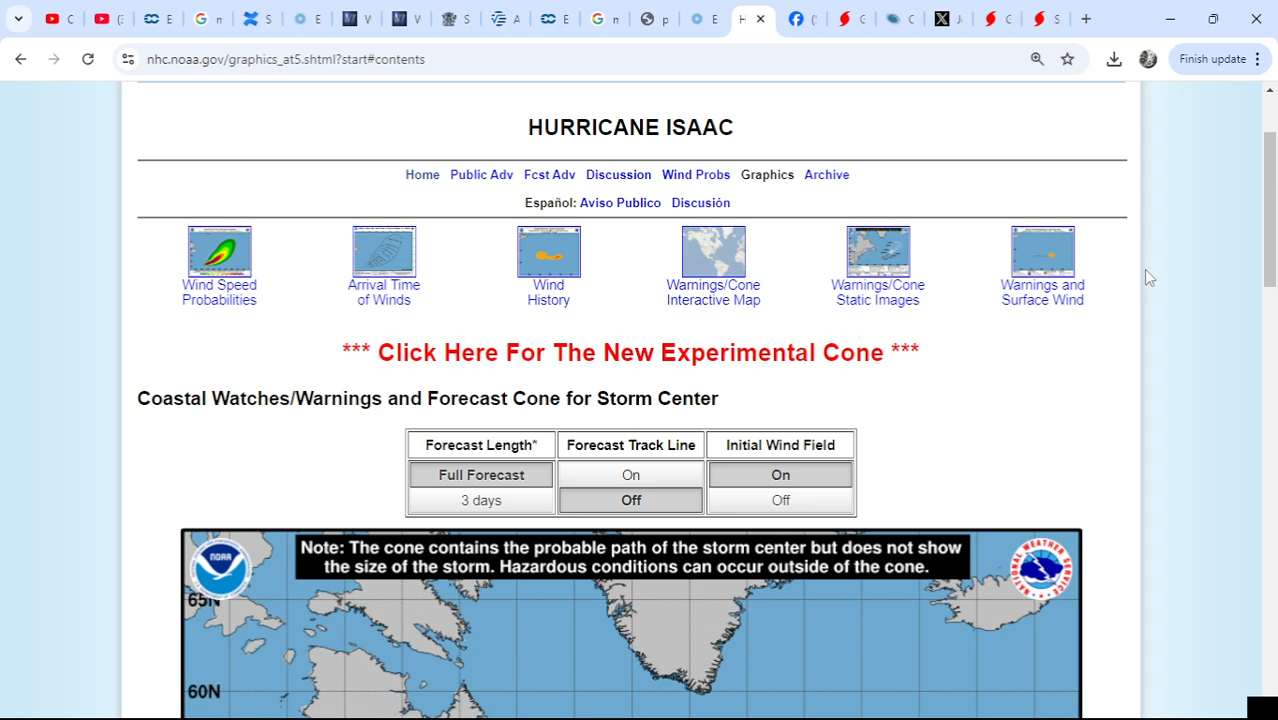 C
(:
E
n
S
E
V
V
S
A
E
n
p
E
H
(S
C
C
J
C
S
nhc.noaa.gov/graphics_at5.shtml?start#contents
Finish update
HURRICANE ISAAC
Home Public Adv Fcst Adv Discussion Wind Probs Graphics Archive
Español: Aviso Publico Discusión
Wind Speed
Probabilities
Arrival Time
of Winds
Wind
History
Warnings/Cone
Interactive Map
Warnings/Cone
Static Images
Warnings and
Surface Wind
*** Click Here For The New Experimental Cone ***
Coastal Watches/Warnings and Forecast Cone for Storm Center
Forecast Length* Forecast Track Line Initial Wind Field
Full Forecast On On
3 days Off Off
NOAA
Note: The cone contains the probable path of the storm center but does not show
the size of the storm. Hazardous conditions can occur outside of the cone.
NATIONAL WEATHER SERVICE
65N
60N